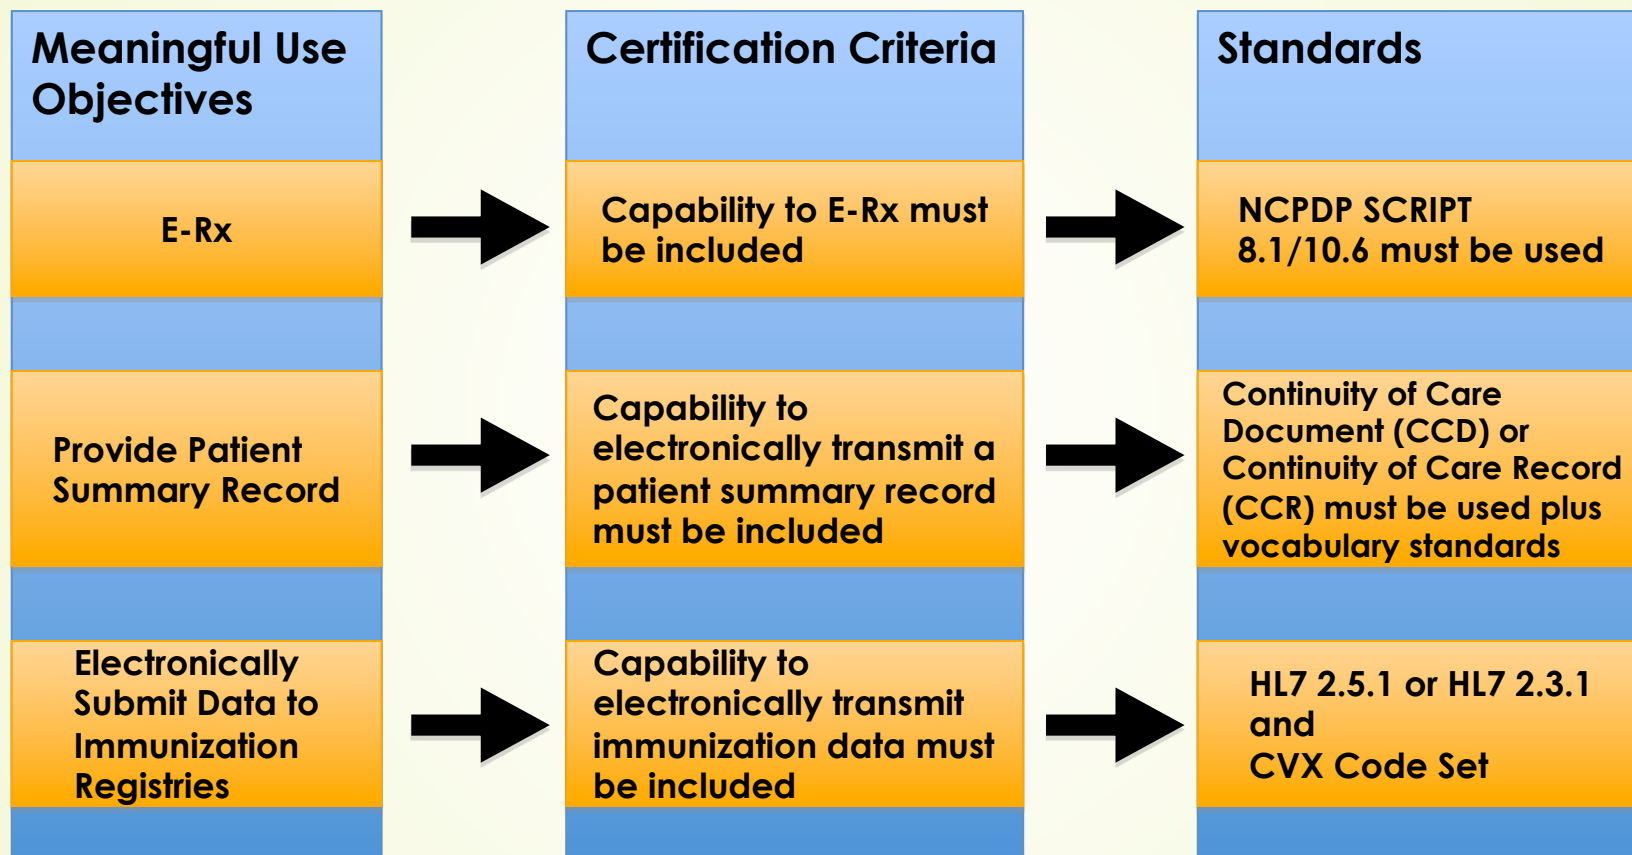 Meaningful Use
Objectives
Certification Criteria
Standards
E-Rx
Capability to E-Rx must
be included
NCPDP SCRIPT
8.1/10.6 must be used
Provide Patient
Summary Record
Capability to
electronically transmit a
patient summary record
must be included
Continuity of Care
Document (CCD) or
Continuity of Care Record
(CCR) must be used plus
vocabulary standards
Electronically
Submit Data to
Immunization
Registries
Capability to
electronically transmit
immunization data must
be included
HL7 2.5.1 or HL7 2.3.1
and
CVX Code Set